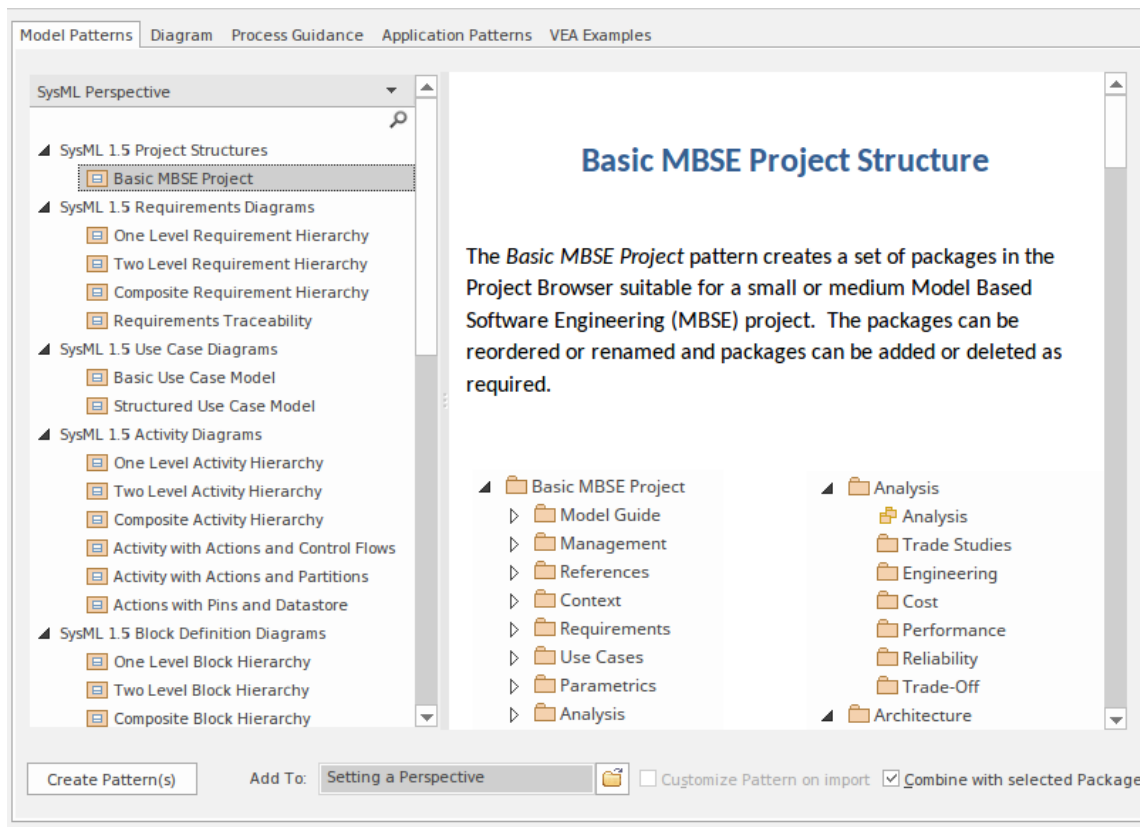 Model Patterns Diagram Process Guidance Application Patterns VEA Examples
SysML Perspective
SysML 1.5 Project Structures
Basic MBSE Project
SysML 1.5 Requirements Diagrams
One Level Requirement Hierarchy
Two Level Requirement Hierarchy
Composite Requirement Hierarchy
Requirements Traceability
SysML 1.5 Use Case Diagrams
Basic Use Case Model
Structured Use Case Model
SysML 1.5 Activity Diagrams
One Level Activity Hierarchy
Two Level Activity Hierarchy
Composite Activity Hierarchy
Activity with Actions and Control Flows
Activity with Actions and Partitions
Actions with Pins and Datastore
SysML 1.5 Block Definition Diagrams
One Level Block Hierarchy
Two Level Block Hierarchy
Composite Block Hierarchy
Basic MBSE Project Structure
The Basic MBSE Project pattern creates a set of packages in the
Project Browser suitable for a small or medium Model Based
Software Engineering (MBSE) project. The packages can be
reordered or renamed and packages can be added or deleted as
required.
Basic MBSE Project
Model Guide
Management
References
Context
Requirements
Use Cases
Parametrics
Analysis
Analysis
Analysis
Trade Studies
Engineering
Cost
Performance
Reliability
Trade-Off
Architecture
Create Pattern(s) Add To: Setting a Perspective Customize Pattern on import Combine with selected Package